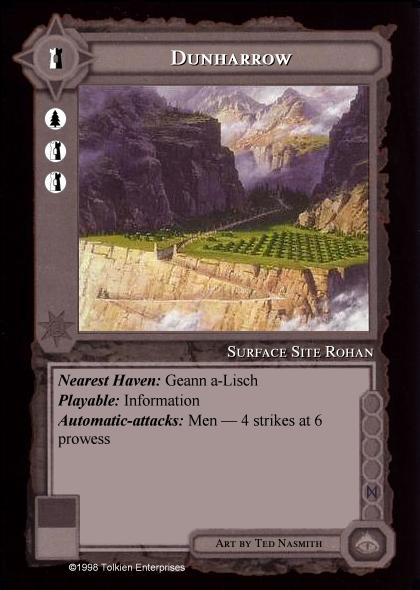 Dunharrow
Surface Site Rohan
Nearest Haven: Geann a-Lisch
Playable: Information
Automatic-attacks: Men — 4 strikes at 6
prowess
Art by Ted Nasmith
©1998 Tolkien Enterprises